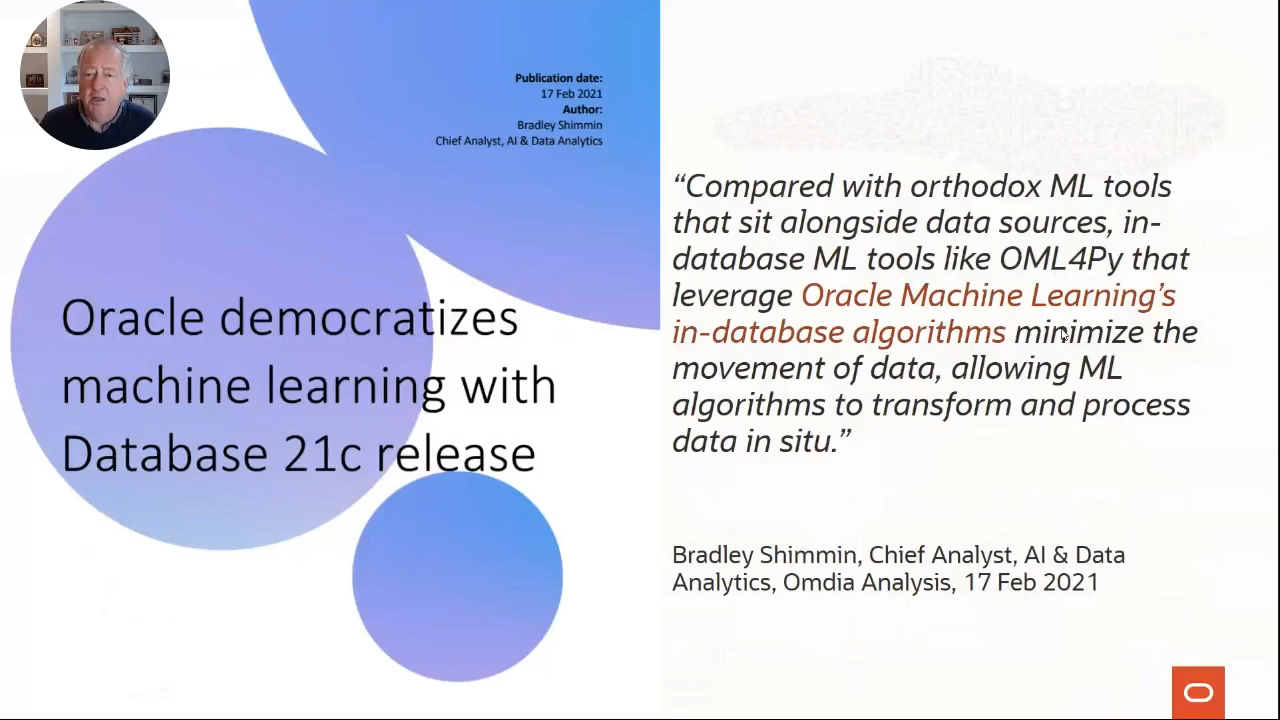 Publication date:
17 Feb 2021
Author:
Bradley Shimmin
Chief Analyst, AI & Data Analytics
Oracle democratizes
machine learning with
Database 21c release
“Compared with orthodox ML tools
that sit alongside data sources, in-
database ML tools like OML4Py that
leverage Oracle Machine Learning’s
in-database algorithms minimize the
movement of data, allowing ML
algorithms to transform and process
data in situ.”
Bradley Shimmin, Chief Analyst, AI & Data
Analytics, Omdia Analysis, 17 Feb 2021